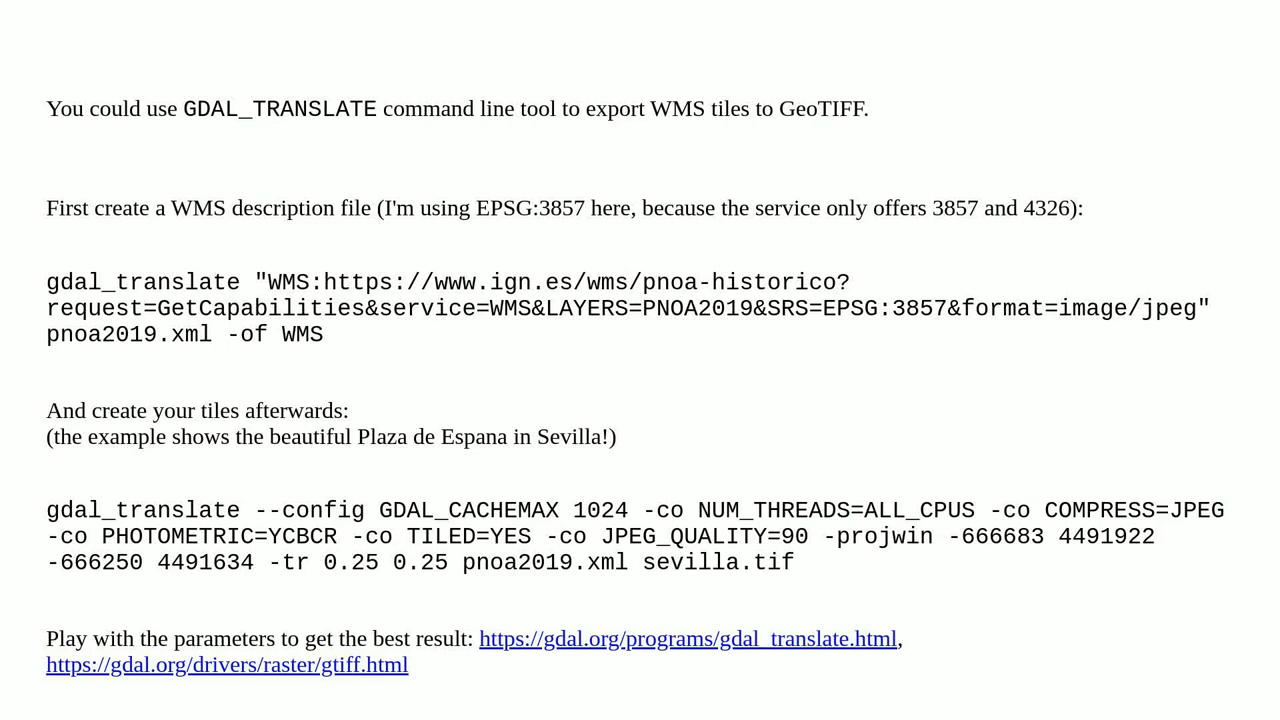 You could use GDAL_TRANSLATE command line tool to export WMS tiles to GeoTIFF.
First create a WMS description file (I'm using EPSG:3857 here, because the service only offers 3857 and 4326):
gdal_translate "WMS:https://www.ign.es/wms/pnoa-historico?
request=GetCapabilities&service=WMS&LAYERS=PNOA2019&SRS=EPSG:3857&format=image/jpeg"
pnoa2019.xml -of WMS
And create your tiles afterwards:
(the example shows the beautiful Plaza de Espana in Sevilla!)
gdal_translate --config GDAL_CACHEMAX 1024 -co NUM_THREADS=ALL_CPUS -co COMPRESS=JPEG
-co PHOTOMETRIC=YCBCR -co TILED=YES -co JPEG_QUALITY=90 -projwin -666683 4491922
-666250 4491634 -tr 0.25 0.25 pnoa2019.xml sevilla.tif
Play with the parameters to get the best result: https://gdal.org/programs/gdal_translate.html,
https://gdal.org/drivers/raster/gtiff.html